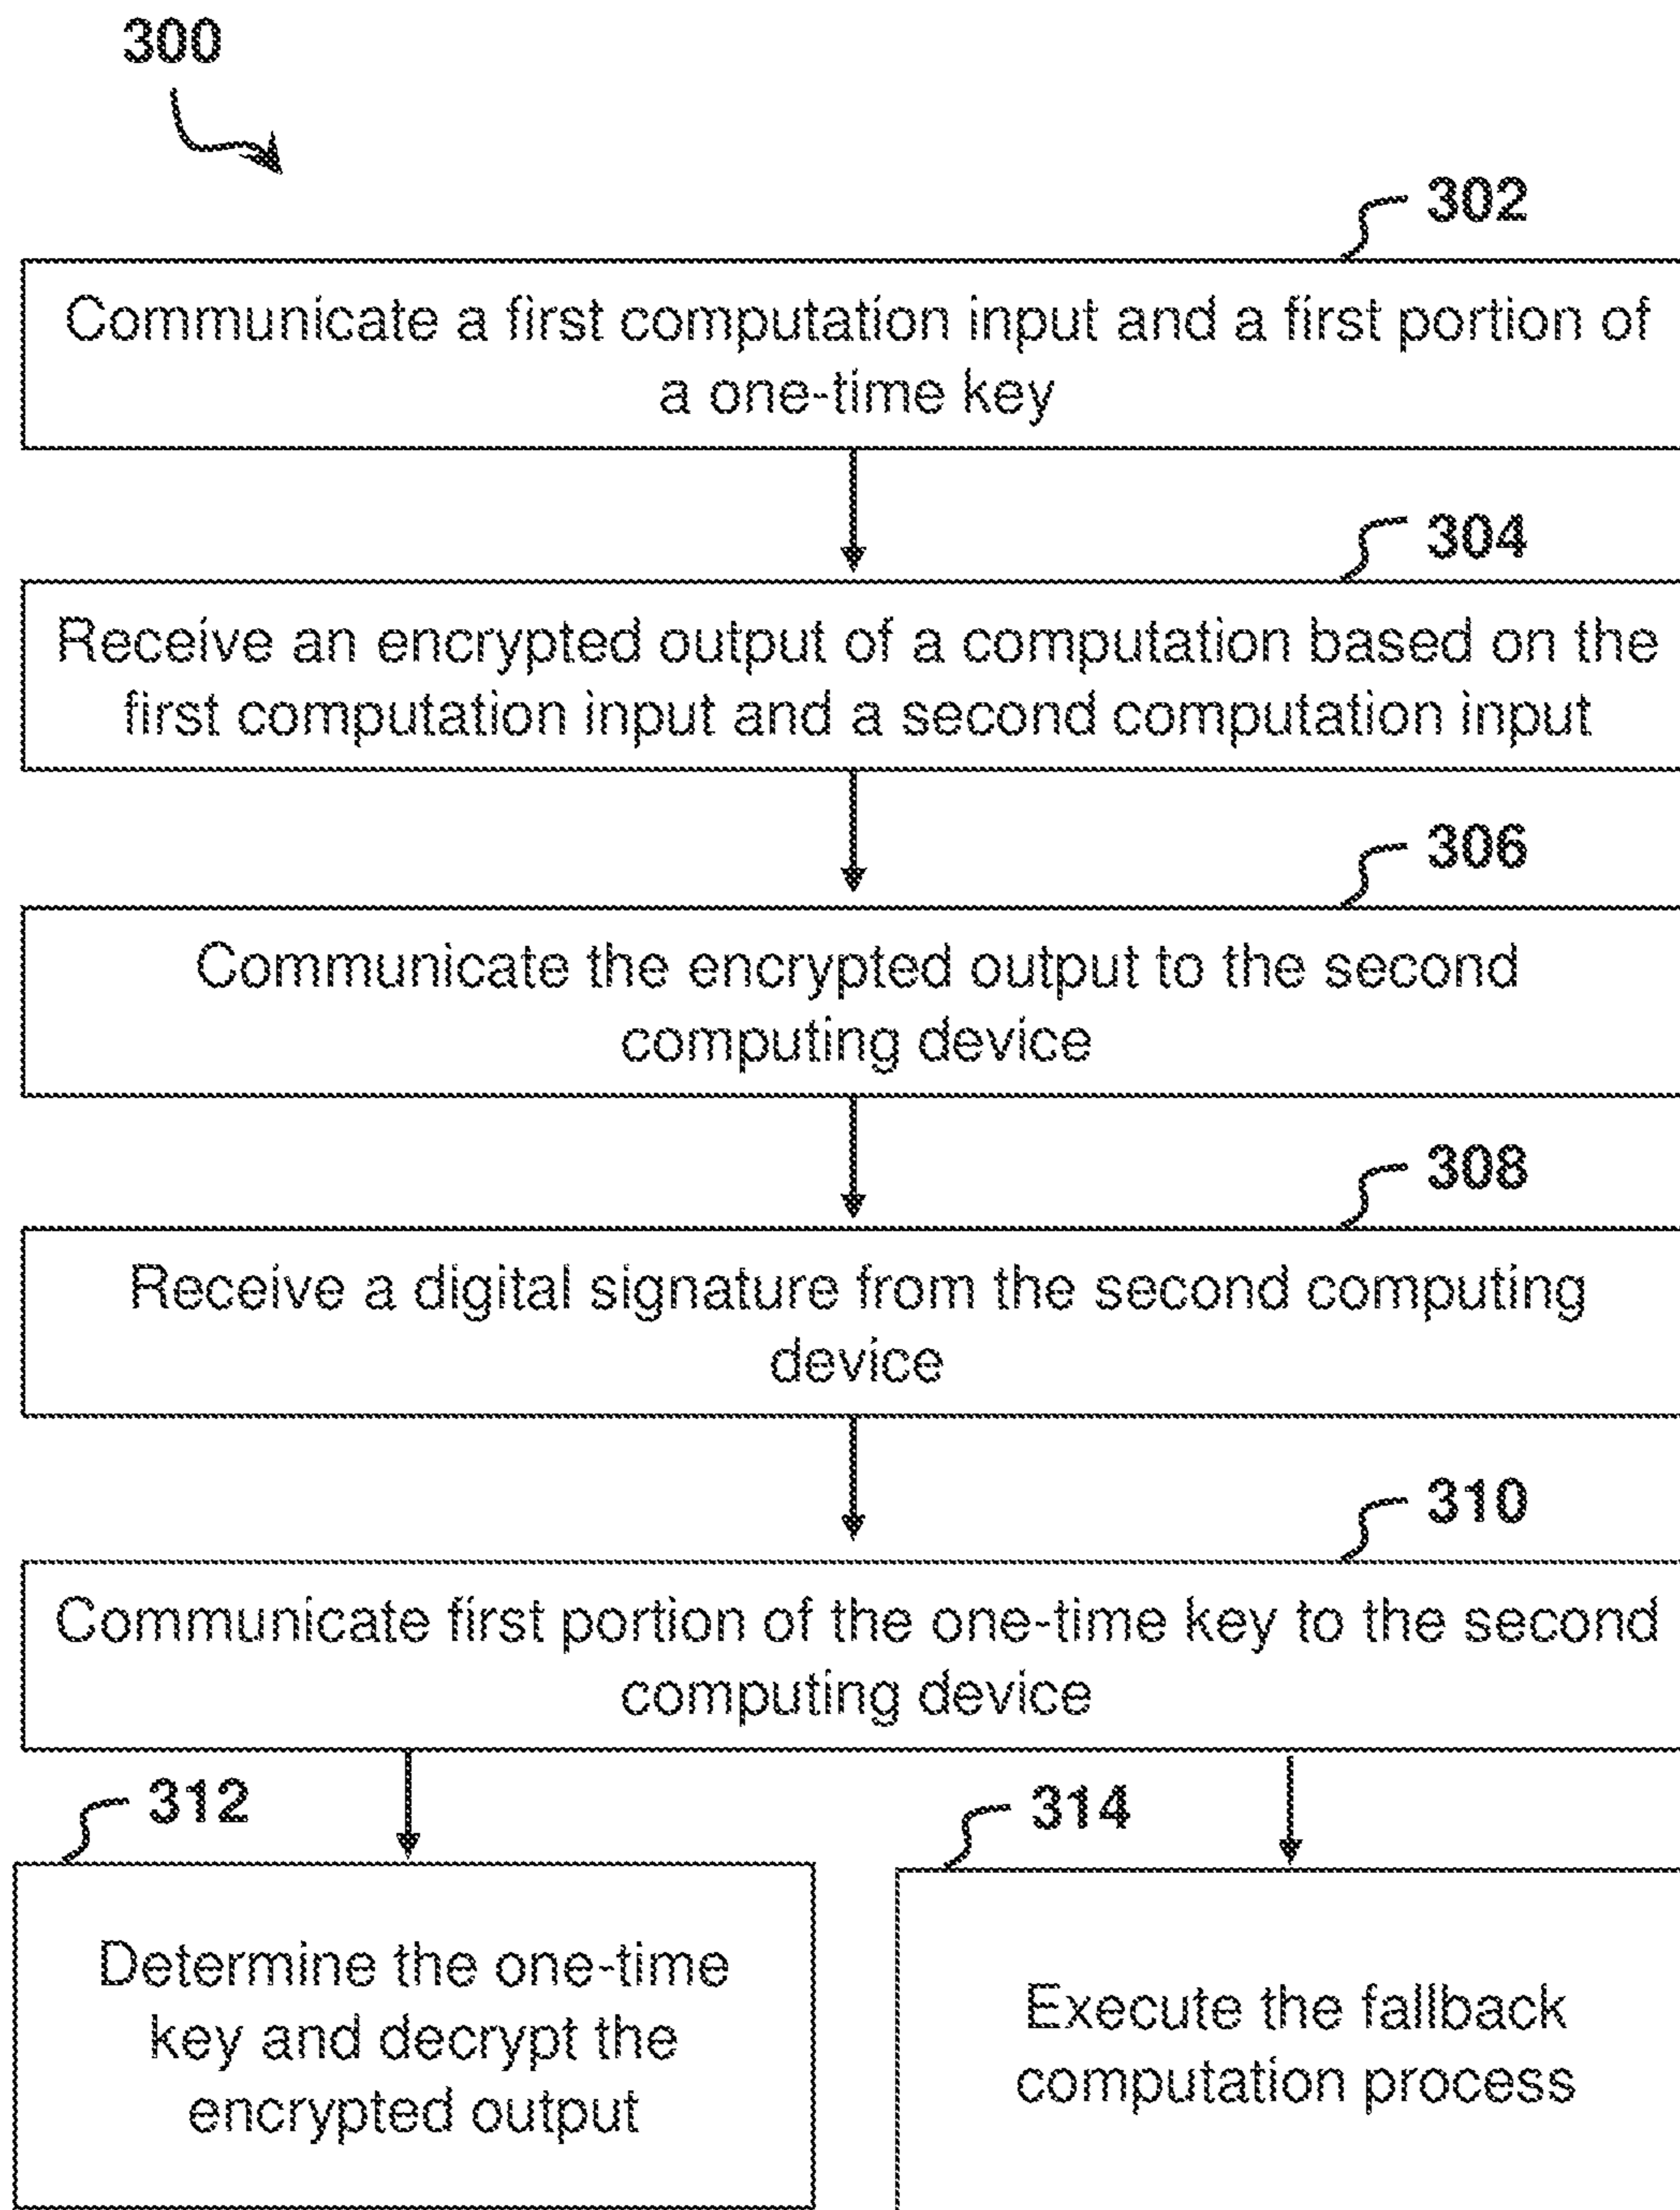 300
302
Communicate a first computation input and a first portion of
a one-time key
304
Receive an encrypted output of a computation based on the
first computation input and a second computation input
306
Communicate the encrypted output to the second
computing device
308
Receive a digital signature from the second computing
device
310
Communicate first portion of the one-time key to the second
computing device
312
Determine the one-time
key and decrypt the
encrypted output
314
Execute the fallback
computation process